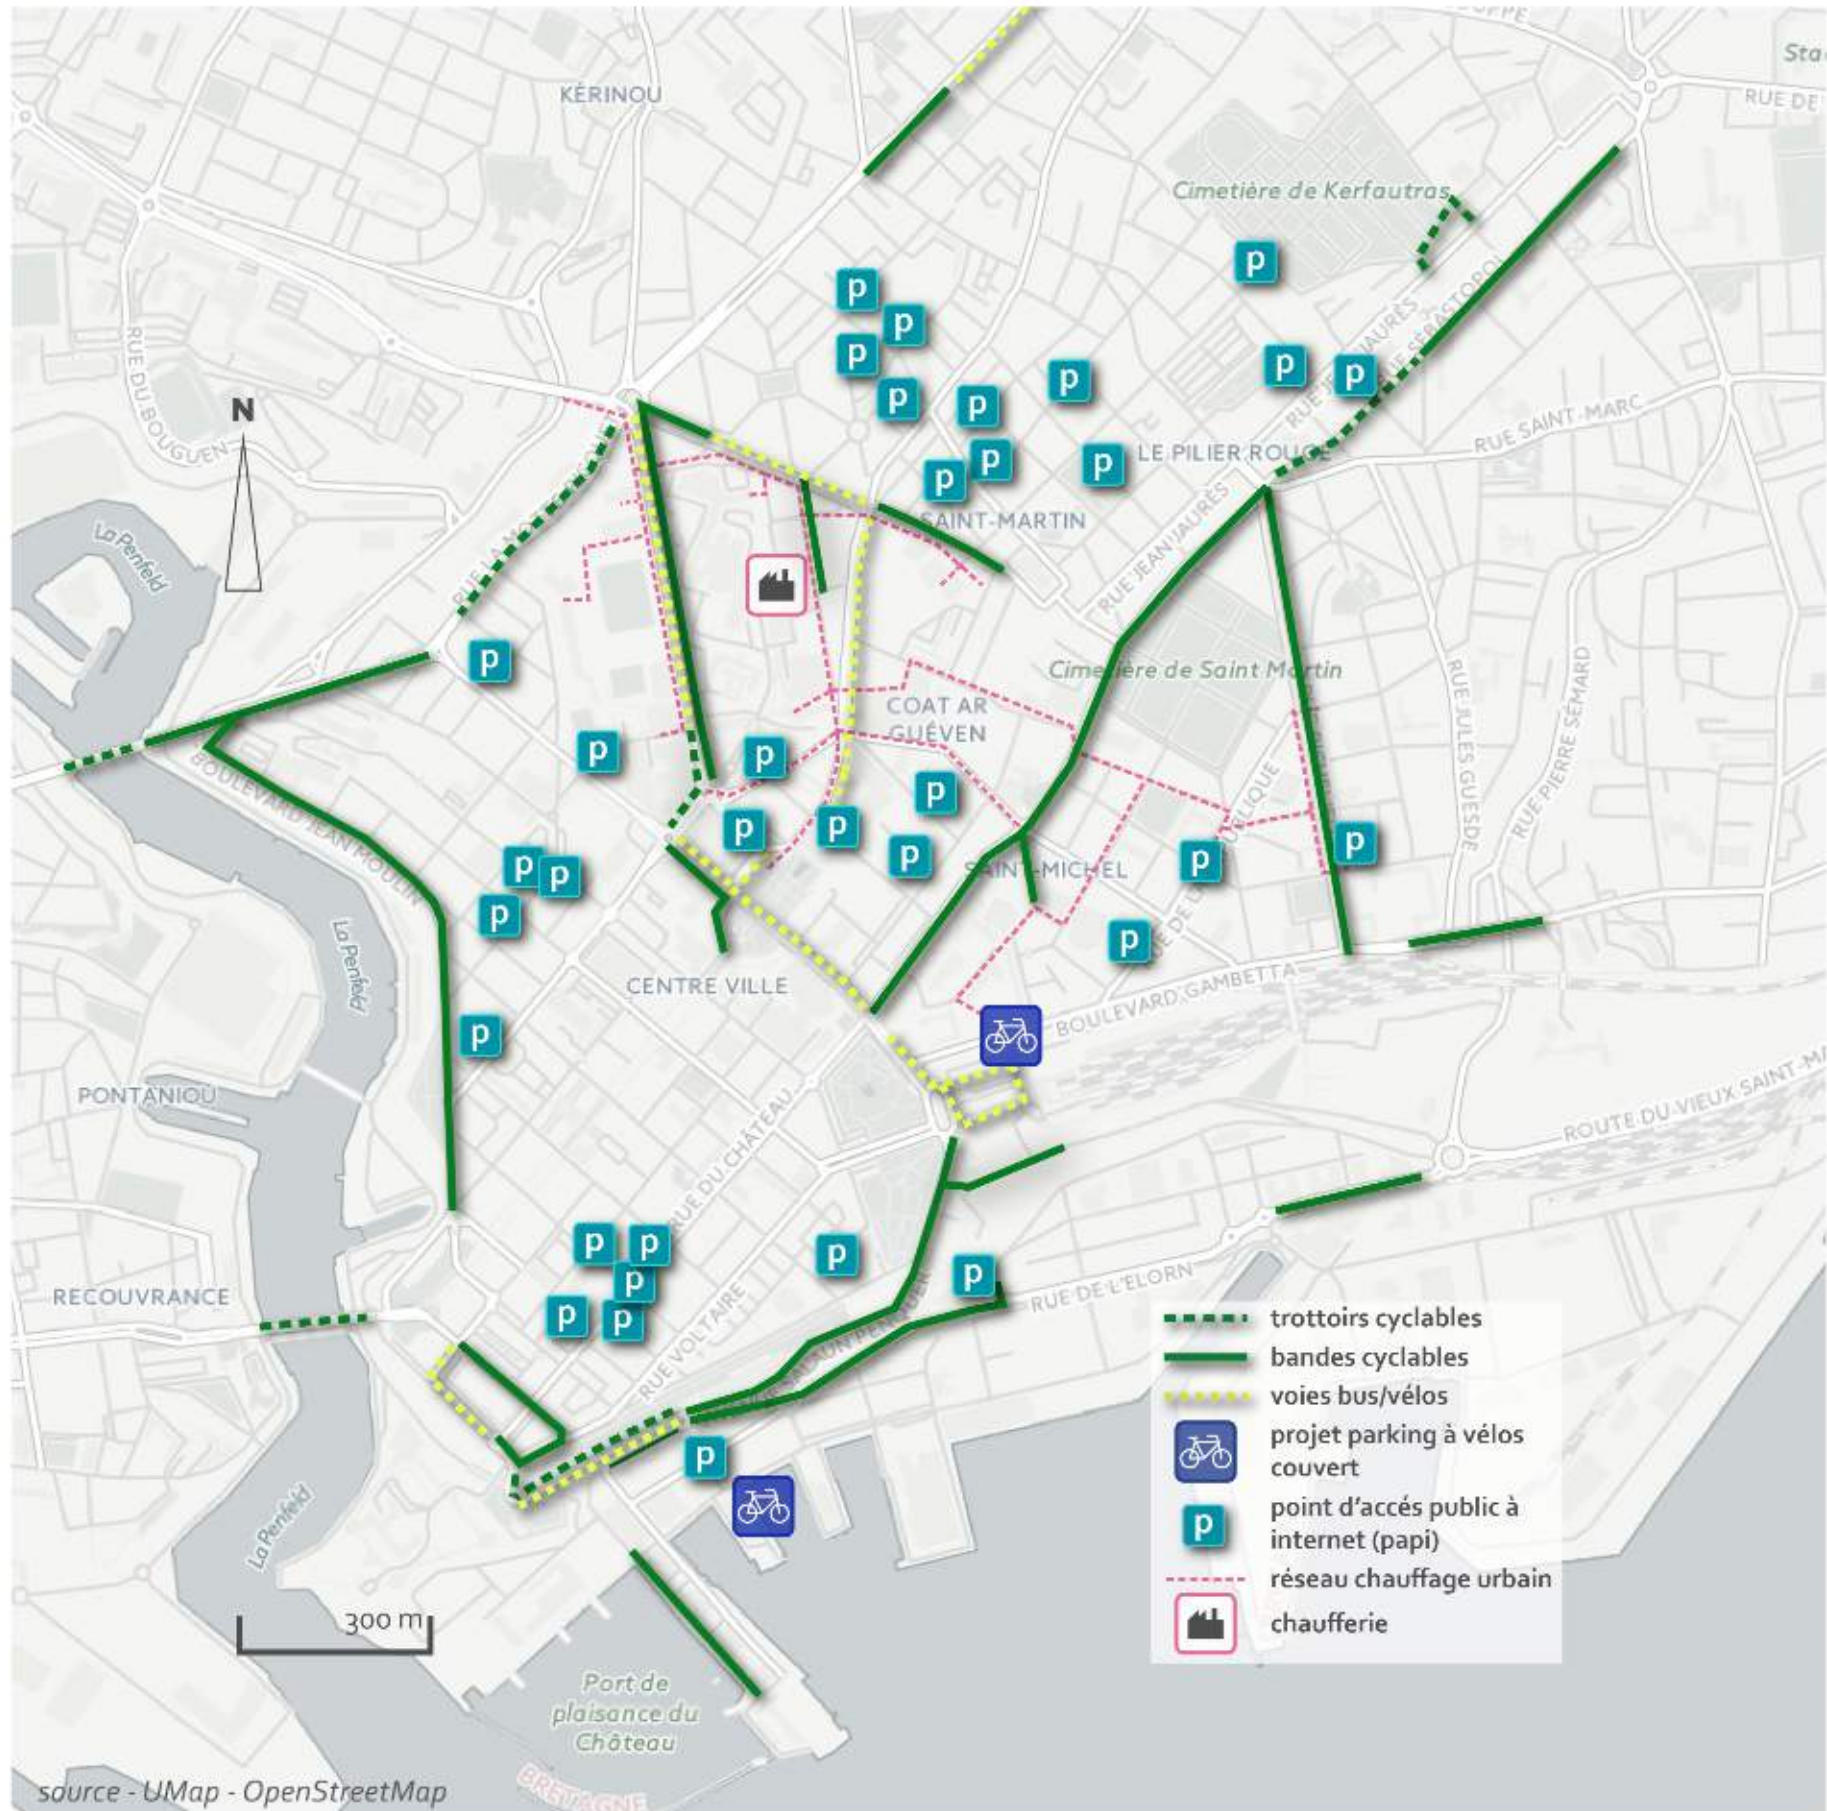 KÉRINOU
RUE DE
Cimetière de Kerfautras
RUE DU BOUGUEN
N
RUE SAINT-MARC
LE PILIER ROUGE
SAINT-MARTIN
RUE JEAN JAURÈS
La Penfeld
Cimetière de Saint Martin
COAT AR
GUÉVEN
RUE JULES GUESDE
RUE PIERRE SÉMARD
BOULEVARD JEAN MOULIN
SAINT-MICHEL
La Penfeld
CENTRE VILLE
BOULEVARD GAMBETTA
PONTANIOU
ROUTE DU VIEUX SAINT-MA
RUE DU CHÂTEAU
RECOUVRANCE
RUE VOLTAIRE
RUE DE L'ELORN
La Penfeld
trottoirs cyclables
bandes cyclables
voies bus/vélos
projet parking à vélos
couvert
p
point d'accés public à
internet (papi)
réseau chauffage urbain
chaufferie
300 m
Port de
plaisance du
Château
BRETAGNE
source - UMap - OpenStreetMap